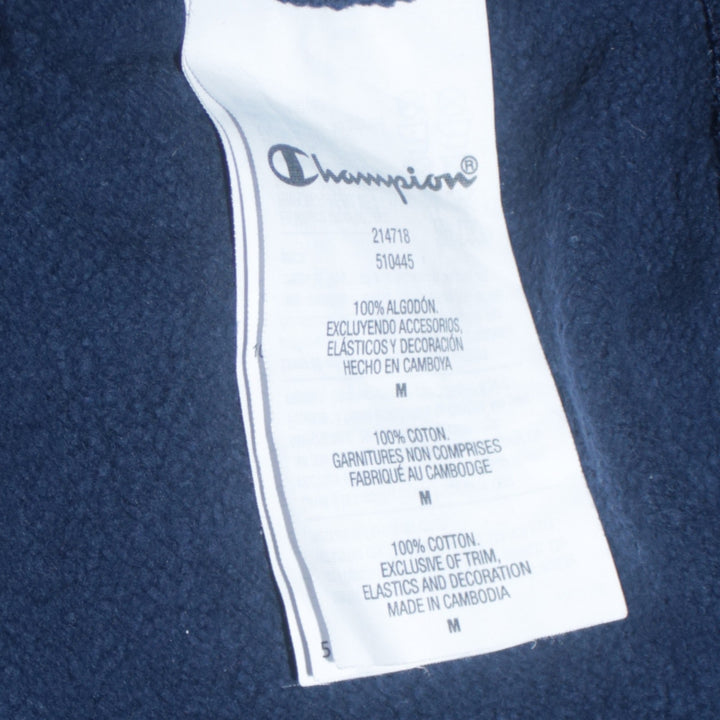 Champion®
214718
510445
100% ALGODÓN.
EXCLUYENDO ACCESORIOS,
ELÁSTICOS Y DECORACIÓN
HECHO EN CAMBOYA
M
100% COTON.
GARNITURES NON COMPRISES
FABRIQUÉ AU CAMBODGE
M
100% COTTON.
EXCLUSIVE OF TRIM,
ELASTICS AND DECORATION
MADE IN CAMBODIA
M
5